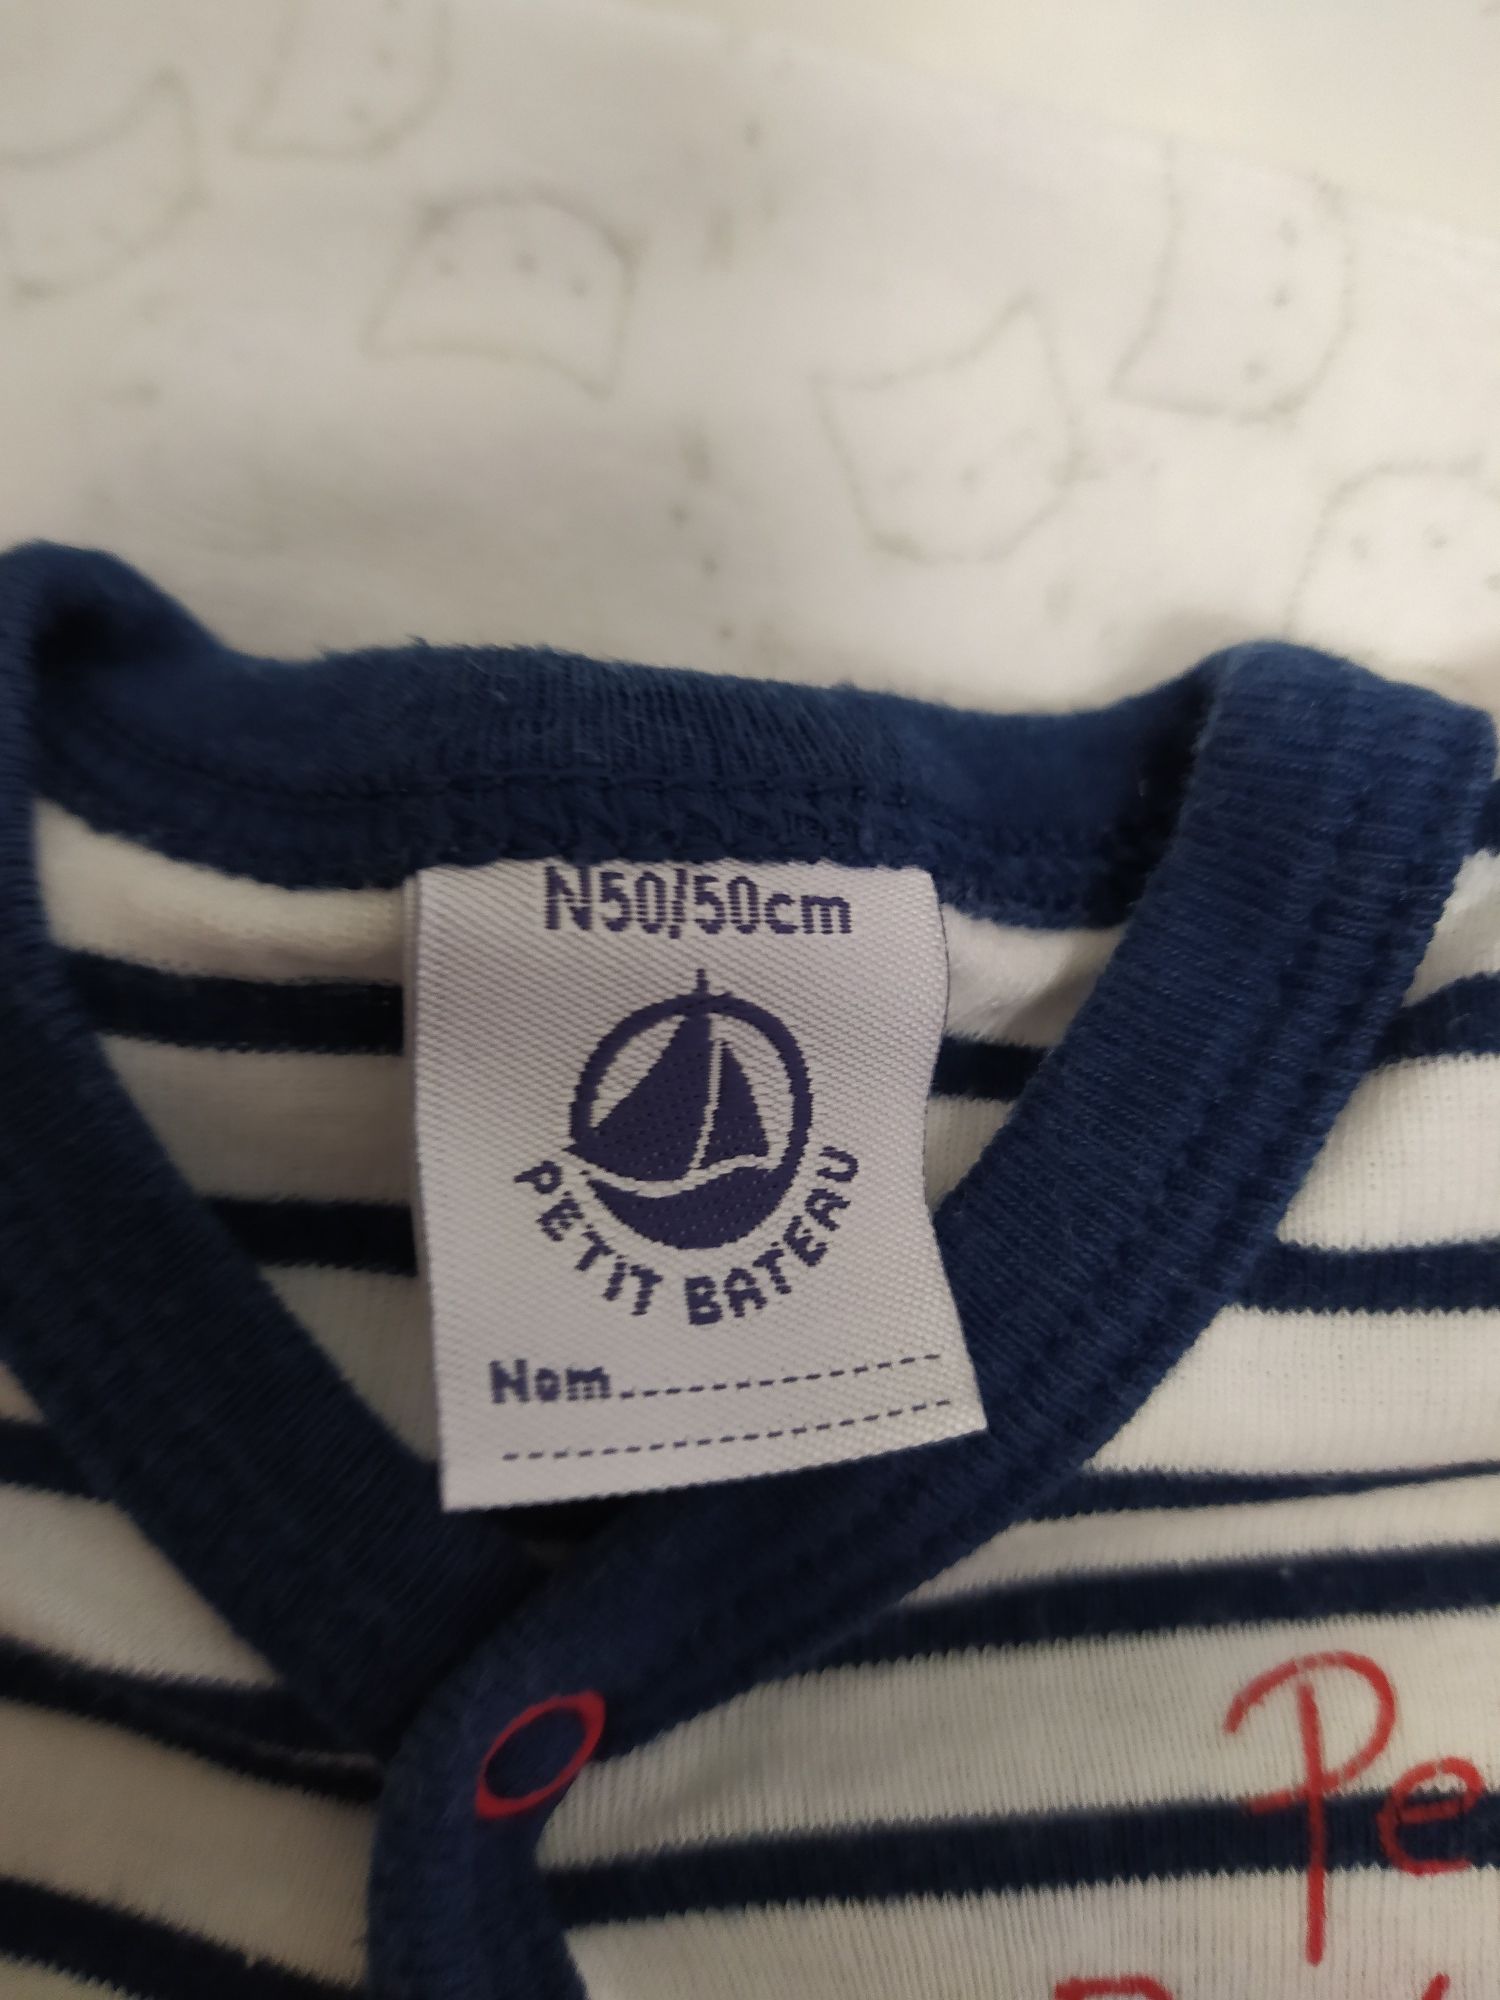 N50/50cm
PETIT BATEAU
Nom
Pe